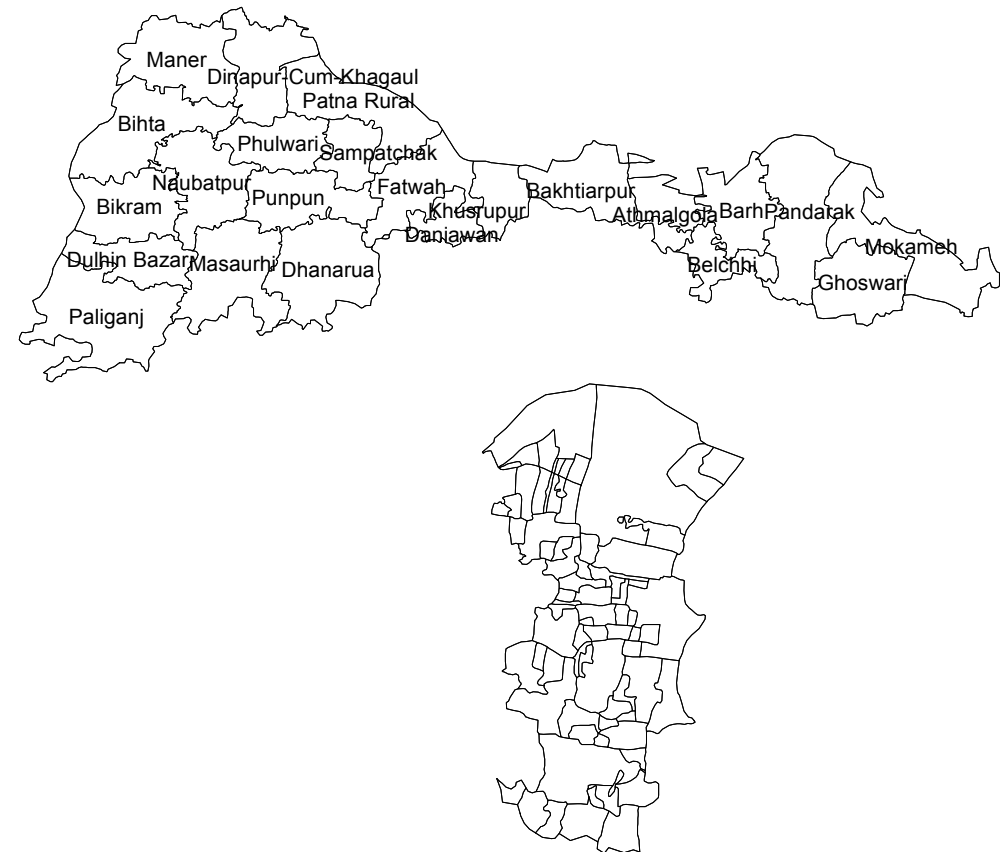 Maner
Dinapur-Cum-Khagaul
Patna Rural
Bihta
Phulwari
Sampatchak
Naubatpur
Punpun
Fatwah
Bakhtiarpur
Bikram
Khusrupur
Athmalgola
Barh
Pandarak
Danjawan
Mokameh
Dulhin Bazar
Masaurhi
Dhanarua
Belchhi
Ghoswari
Paliganj